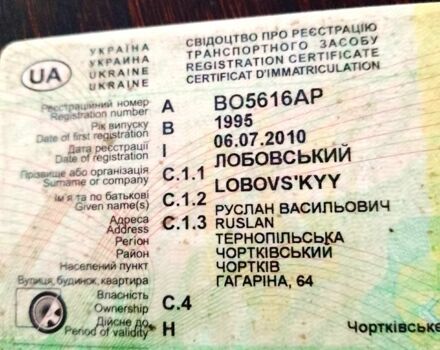 УКРАЇНА
УКРАИНА
UKRAINE
UKRAINE
UA
СВІДОЦТВО ПРО РЕЄСТРАЦІЮ
ТРАНСПОРТНОГО ЗАСОБУ
REGISTRATION CERTIFICATE
CERTIFICAT D'IMMATRICULATION
Реєстраційний номер A BO5616AP
Registration number
Рік випуску B 1995
Date of first registration
Дата реєстрації I 06.07.2010
Date of registration
Прізвище або організація C.1.1 ЛОБОВСЬКИЙ
Surname or company LOBOVS'KYY
Ім'я та по батькові C.1.2 РУСЛАН ВАСИЛЬОВИЧ
Given name(s) RUSLAN
Адреса C.1.3
Address
Регіон ТЕРНОПІЛЬСЬКА
Район ЧОРТКІВСЬКИЙ
Населений пункт ЧОРТКІВ
Вулиця, будинок, квартира ГАГАРІНА, 64
Власність C.4
Ownership
Дійсне до H
Period of validity
Чортківське